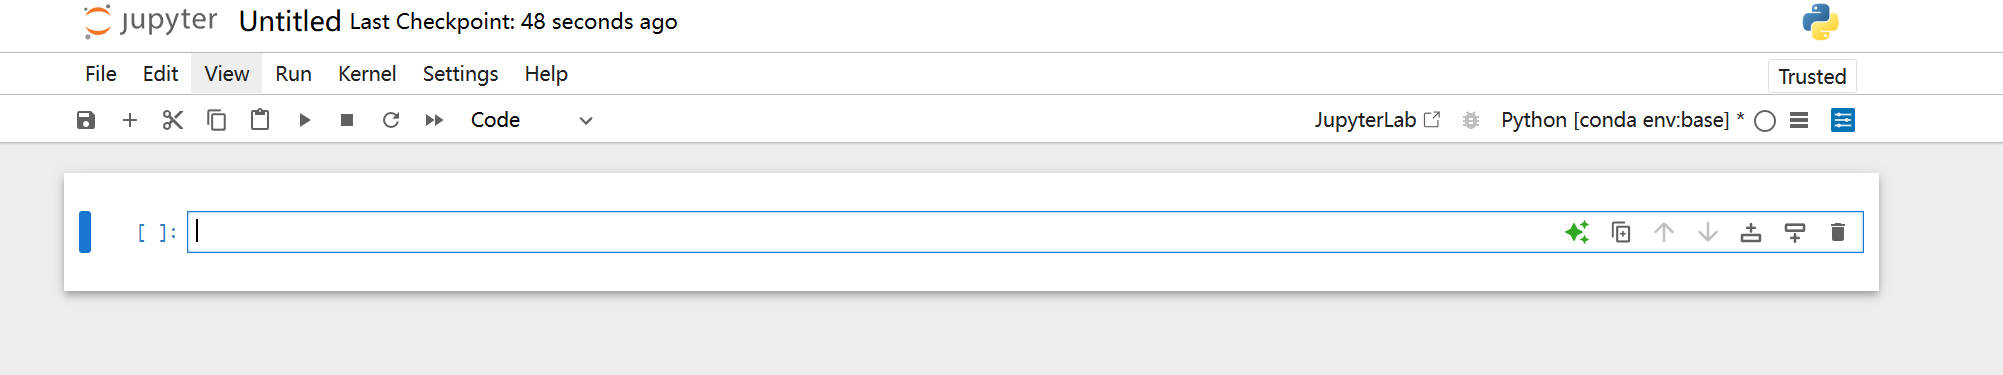 jupyter Untitled Last Checkpoint: 48 seconds ago
File Edit View Run Kernel Settings Help Trusted
Code JupyterLab Python [conda env:base] *
[ ]: